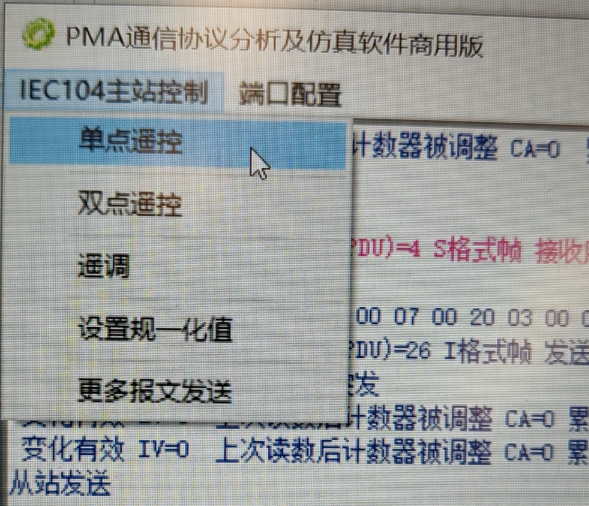 PMA通信协议分析及仿真软件商用版
IEC104主站控制 端口配置
单点遥控
计数器被调整 CA=0
双点遥控
遥调
PDU)=4 S格式帧 接收
设置规一化值
00 07 00 20 03 00
PDU)=26 I格式帧 发送
更多报文发送
发
计数器被调整 CA=0 累
变化有效 IV=0 上次读数后计数器被调整 CA=0 累
从站发送